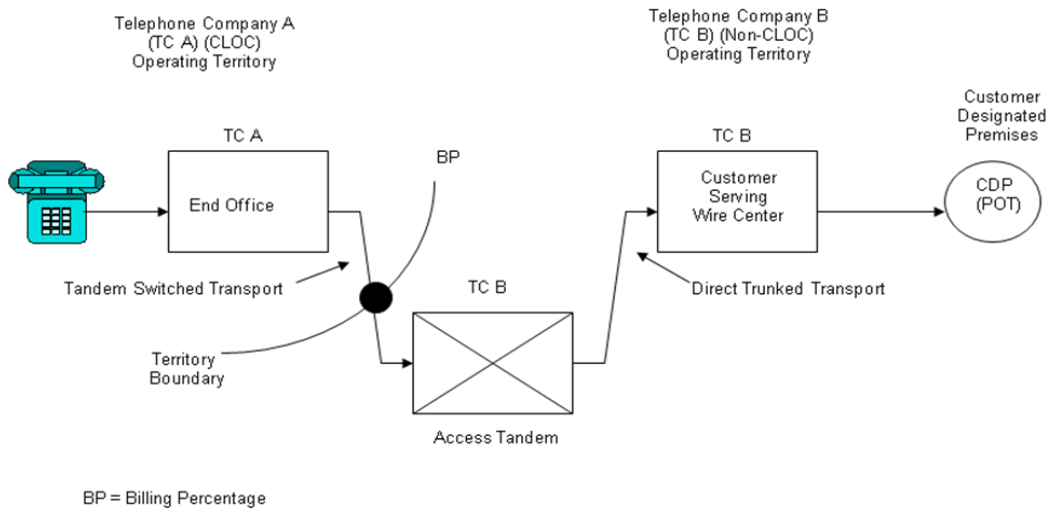 Telephone Company A
(TC A) (CLOC)
Operating Territory
Telephone Company B
(TC B) (Non-CLOC)
Operating Territory
Customer
Designated
Premises
TC A
BP
TC B
End Office
Customer
Serving
Wire Center
CDP
(POT)
Tandem Switched Transport
TC B
Direct Trunked Transport
Territory
Boundary
Access Tandem
BP = Billing Percentage